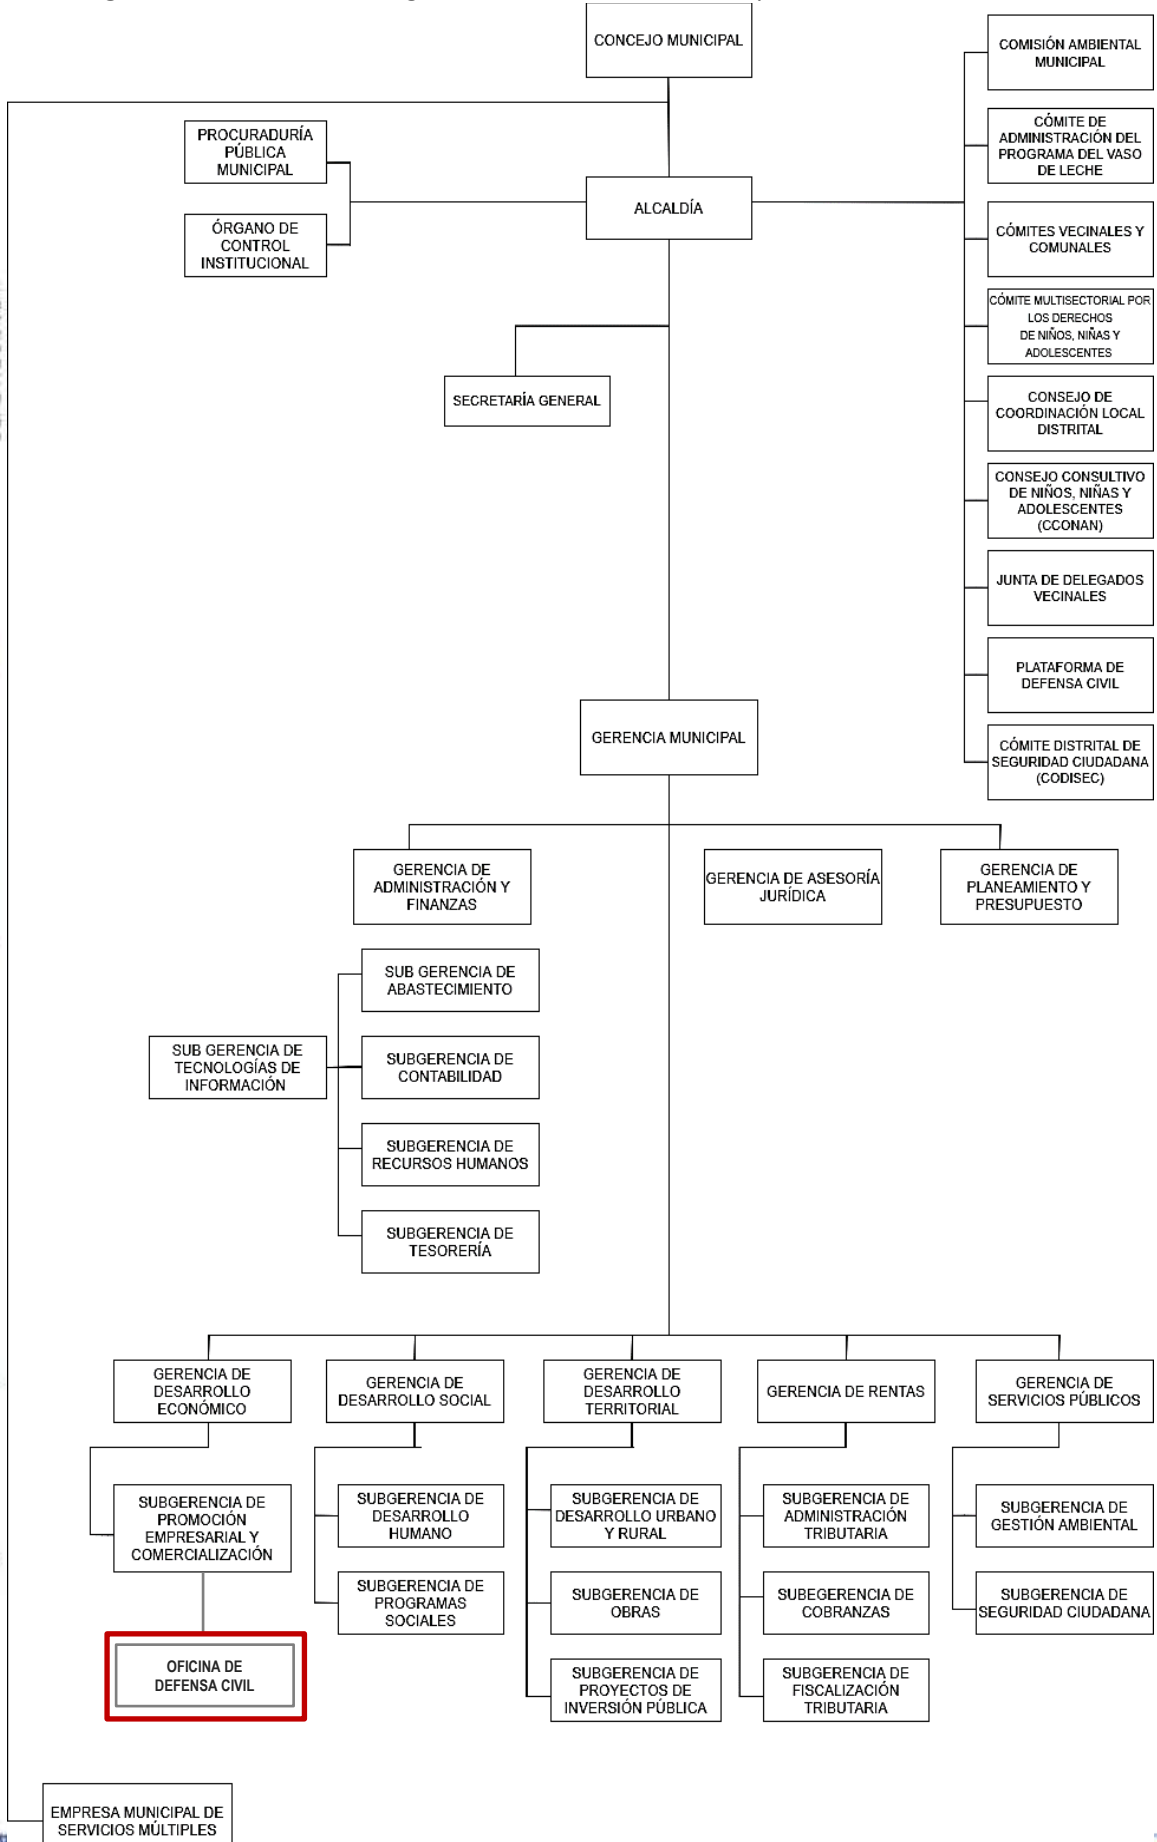 CONCEJO MUNICIPAL
COMISIÓN AMBIENTAL
MUNICIPAL
PROCURADURÍA
PÚBLICA
MUNICIPAL
CÓMITE DE
ADMINISTRACIÓN DEL
PROGRAMA DEL VASO
DE LECHE
ALCALDÍA
ÓRGANO DE
CONTROL
INSTITUCIONAL
CÓMITES VECINALES Y
COMUNALES
CÓMITE MULTISECTORIAL POR
LOS DERECHOS
DE NIÑOS, NIÑAS Y
ADOLESCENTES
SECRETARÍA GENERAL
CONSEJO DE
COORDINACIÓN LOCAL
DISTRITAL
CONSEJO CONSULTIVO
DE NIÑOS, NIÑAS Y
ADOLESCENTES
(CCONAN)
JUNTA DE DELEGADOS
VECINALES
PLATAFORMA DE
DEFENSA CIVIL
GERENCIA MUNICIPAL
CÓMITE DISTRITAL DE
SEGURIDAD CIUDADANA
(CODISEC)
GERENCIA DE
ADMINISTRACIÓN Y
FINANZAS
GERENCIA DE ASESORÍA
JURÍDICA
GERENCIA DE
PLANEAMIENTO Y
PRESUPUESTO
SUB GERENCIA DE
ABASTECIMIENTO
SUB GERENCIA DE
TECNOLOGÍAS DE
INFORMACIÓN
SUBGERENCIA DE
CONTABILIDAD
SUBGERENCIA DE
RECURSOS HUMANOS
SUBGERENCIA DE
TESORERÍA
GERENCIA DE
DESARROLLO
ECONÓMICO
GERENCIA DE
DESARROLLO SOCIAL
GERENCIA DE
DESARROLLO
TERRITORIAL
GERENCIA DE RENTAS
GERENCIA DE
SERVICIOS PÚBLICOS
SUBGERENCIA DE
PROMOCIÓN
EMPRESARIAL Y
COMERCIALIZACIÓN
SUBGERENCIA DE
DESARROLLO
HUMANO
SUBGERENCIA DE
DESARROLLO URBANO
Y RURAL
SUBGERENCIA DE
ADMINISTRACIÓN
TRIBUTARIA
SUBGERENCIA DE
GESTIÓN AMBIENTAL
SUBGERENCIA DE
PROGRAMAS
SOCIALES
SUBGERENCIA DE
OBRAS
SUBEGERENCIA DE
COBRANZAS
SUBGERENCIA DE
SEGURIDAD CIUDADANA
OFICINA DE
DEFENSA CIVIL
SUBGERENCIA DE
PROYECTOS DE
INVERSIÓN PÚBLICA
SUBGERENCIA DE
FISCALIZACIÓN
TRIBUTARIA
EMPRESA MUNICIPAL DE
SERVICIOS MÚLTIPLES